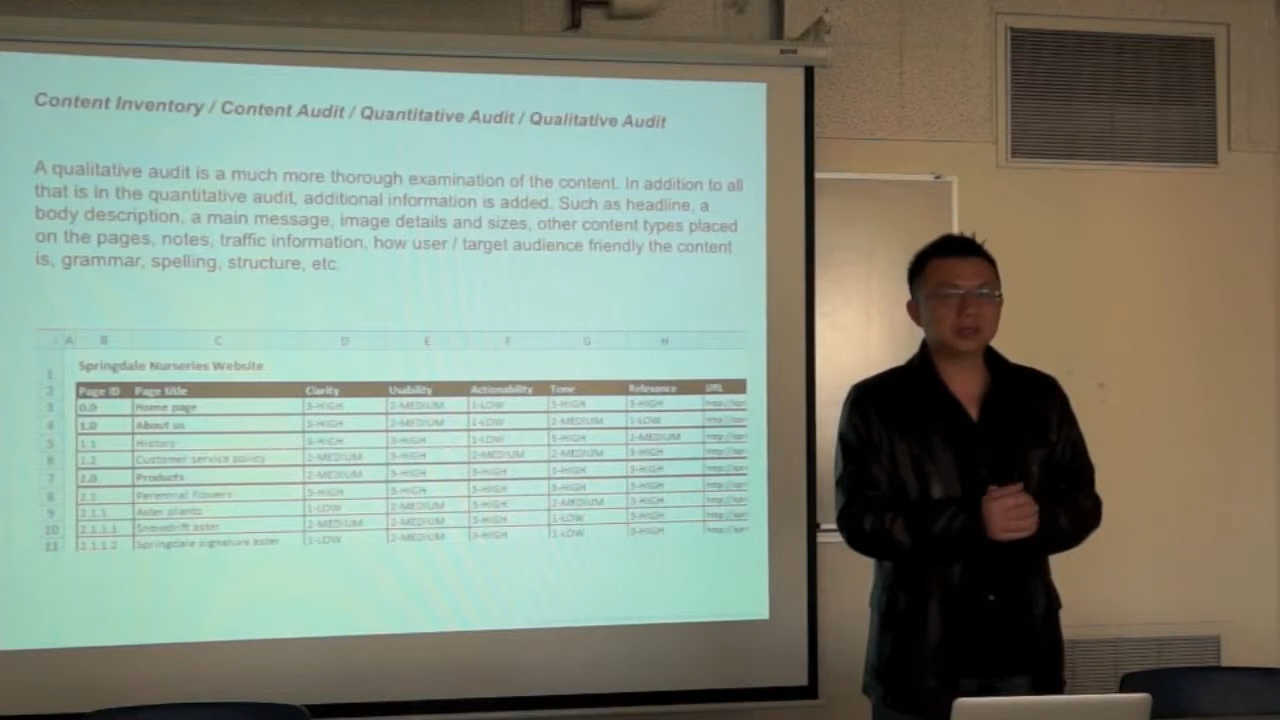 Content Inventory / Content Audit / Quantitative Audit / Qualitative Audit
A qualitative audit is a much more thorough examination of the content. In addition to all
that is in the quantitative audit, additional information is added. Such as headline, a
body description, a main message, image details and sizes, other content types placed
on the pages, notes, traffic information, how user / target audience friendly the content
is, grammar, spelling, structure, etc.
A B C D E F G H
1 Springdale Nurseries Website
2 Page ID Page title Clarity Usability Actionability Tone Relevance URL
3 0.0 Home page 3-HIGH 2-MEDIUM 1-LOW 3-HIGH 3-HIGH
4 1.0 About us 3-HIGH 2-MEDIUM 1-LOW 2-MEDIUM 1-LOW
5 1.1 History 3-HIGH 3-HIGH 1-LOW 3-HIGH 2-MEDIUM
6 1.2 Customer service policy 2-MEDIUM 3-HIGH 2-MEDIUM 2-MEDIUM 3-HIGH
7 2.0 Products 2-MEDIUM 3-HIGH 3-HIGH 3-HIGH 3-HIGH
8 2.1 Perennial flowers 3-HIGH 3-HIGH 3-HIGH 3-HIGH 3-HIGH
9 2.1.1 Aster plants 1-LOW 2-MEDIUM 3-HIGH 2-MEDIUM 3-HIGH
10 2.1.1.1 Snowdrift aster 2-MEDIUM 2-MEDIUM 3-HIGH 1-LOW 3-HIGH
11 2.1.1.2 Springdale signature aster 1-LOW 2-MEDIUM 3-HIGH 1-LOW 3-HIGH